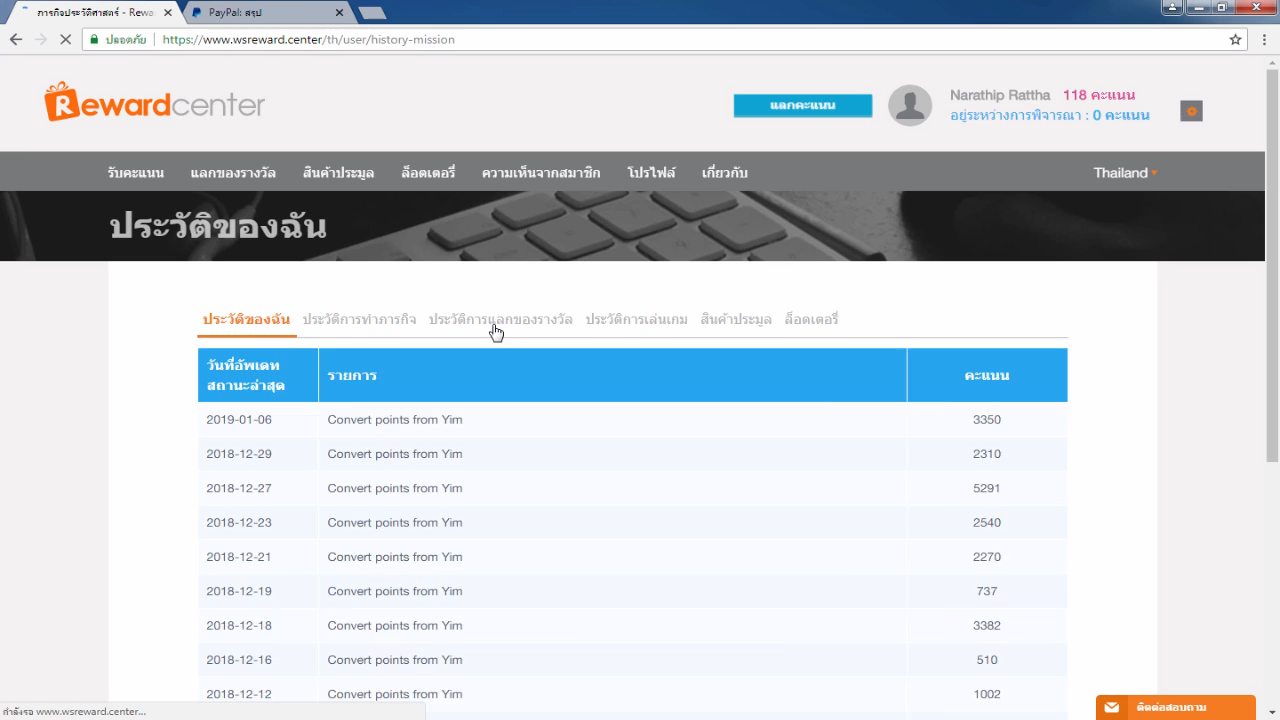 ภารกิจประวัติศาสตร์ - Rewa
PayPal: สรุป
ปลอดภัย https://www.wsreward.center/th/user/history-mission
Rewardcenter
แลกคะแนน
Narathip Rattha 118 คะแนน
อยู่ระหว่างการพิจารณา : 0 คะแนน
รับคะแนน แลกของรางวัล สินค้าประมูล ล็อตเตอรี่ ความเห็นจากสมาชิก โปรไฟล์ เกี่ยวกับ Thailand
ประวัติของฉัน
ประวัติของฉัน ประวัติการทำภารกิจ ประวัติการแลกของรางวัล ประวัติการเล่นเกม สินค้าประมูล ล็อตเตอรี่
วันที่อัพเดท
สถานะล่าสุด รายการ คะแนน
2019-01-06 Convert points from Yim 3350
2018-12-29 Convert points from Yim 2310
2018-12-27 Convert points from Yim 5291
2018-12-23 Convert points from Yim 2540
2018-12-21 Convert points from Yim 2270
2018-12-19 Convert points from Yim 737
2018-12-18 Convert points from Yim 3382
2018-12-16 Convert points from Yim 510
2018-12-12 Convert points from Yim 1002
ติดต่อสอบถาม
กำลังรอ www.wsreward.center...